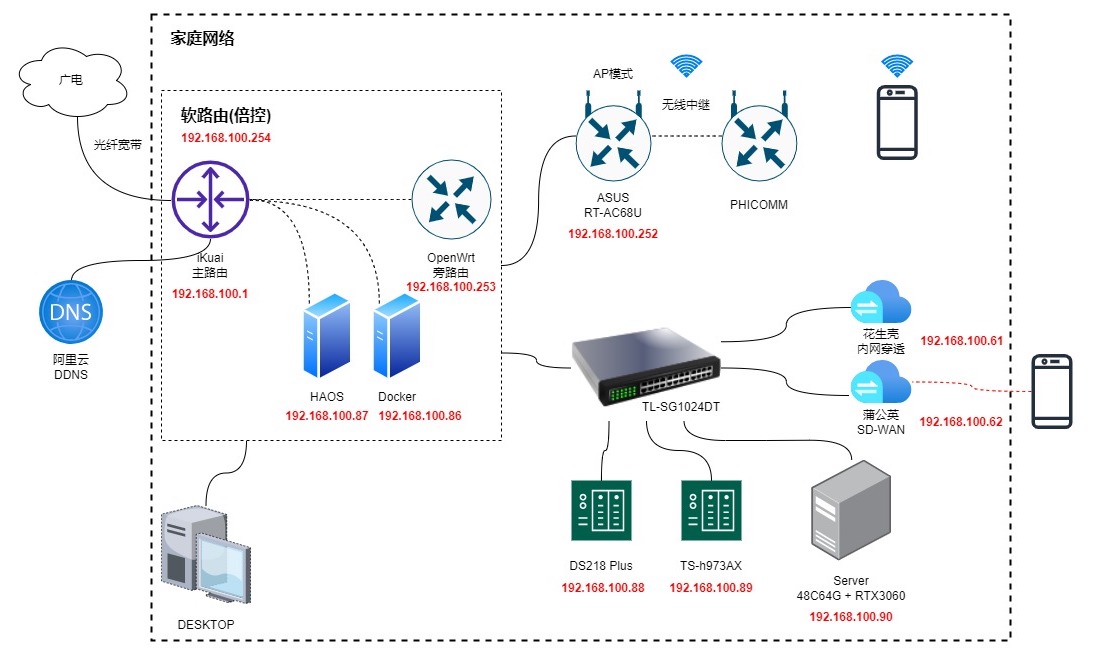 家庭网络
广电
光纤宽带
软路由(倍控)
192.168.100.254
iKuai
主路由
192.168.100.1
OpenWrt
旁路由
192.168.100.253
DNS
阿里云
DDNS
HAOS
192.168.100.87
Docker
192.168.100.86
DESKTOP
AP模式
无线中继
ASUS
RT-AC68U
192.168.100.252
PHICOMM
TL-SG1024DT
花生壳
内网穿透
192.168.100.61
蒲公英
SD-WAN
192.168.100.62
DS218 Plus
192.168.100.88
TS-h973AX
192.168.100.89
Server
48C64G + RTX3060
192.168.100.90